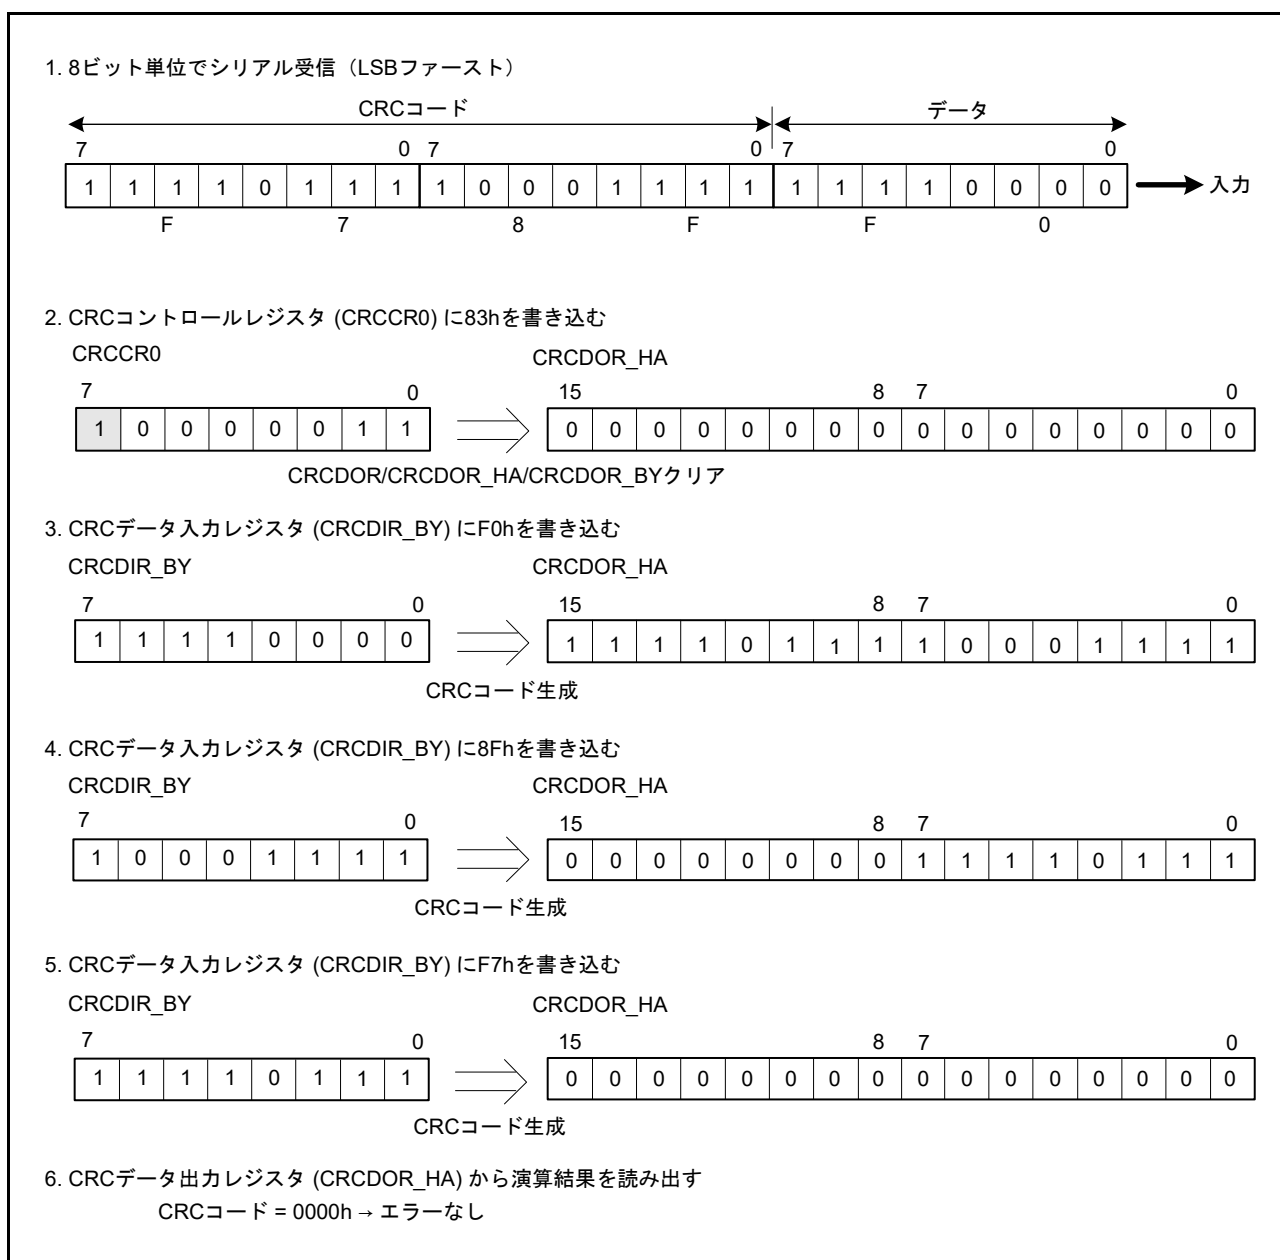 1. 8ビット単位でシリアル受信（LSBファースト）
CRCコード データ
7 0 7 0 7 0
1 1 1 1 0 1 1 1 1 0 0 0 1 1 1 1 1 1 1 1 0 0 0 0 入力
F 7 8 F F 0
2. CRCコントロールレジスタ (CRCCR0) に83hを書き込む
CRCCR0 CRCDOR_HA
7 0 15 8 7 0
1 0 0 0 0 0 1 1 0 0 0 0 0 0 0 0 0 0 0 0 0 0 0 0
CRCDOR/CRCDOR_HA/CRCDOR_BYクリア
3. CRCデータ入力レジスタ (CRCDIR_BY) にF0hを書き込む
CRCDIR_BY CRCDOR_HA
7 0 15 8 7 0
1 1 1 1 0 0 0 0 1 1 1 1 0 1 1 1 1 0 0 0 1 1 1 1
CRCコード生成
4. CRCデータ入力レジスタ (CRCDIR_BY) に8Fhを書き込む
CRCDIR_BY CRCDOR_HA
7 0 15 8 7 0
1 0 0 0 1 1 1 1 0 0 0 0 0 0 0 0 1 1 1 1 0 1 1 1
CRCコード生成
5. CRCデータ入力レジスタ (CRCDIR_BY) にF7hを書き込む
CRCDIR_BY CRCDOR_HA
7 0 15 8 7 0
1 1 1 1 0 1 1 1 0 0 0 0 0 0 0 0 0 0 0 0 0 0 0 0
CRCコード生成
6. CRCデータ出力レジスタ (CRCDOR_HA) から演算結果を読み出す
CRCコード = 0000h → エラーなし